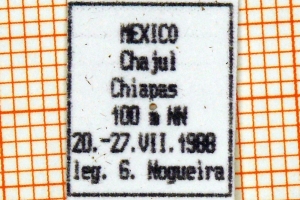 MEXICO
Chajul
Chiapas
100 m NN
20.-27.VII.1988
leg. G. Nogueira